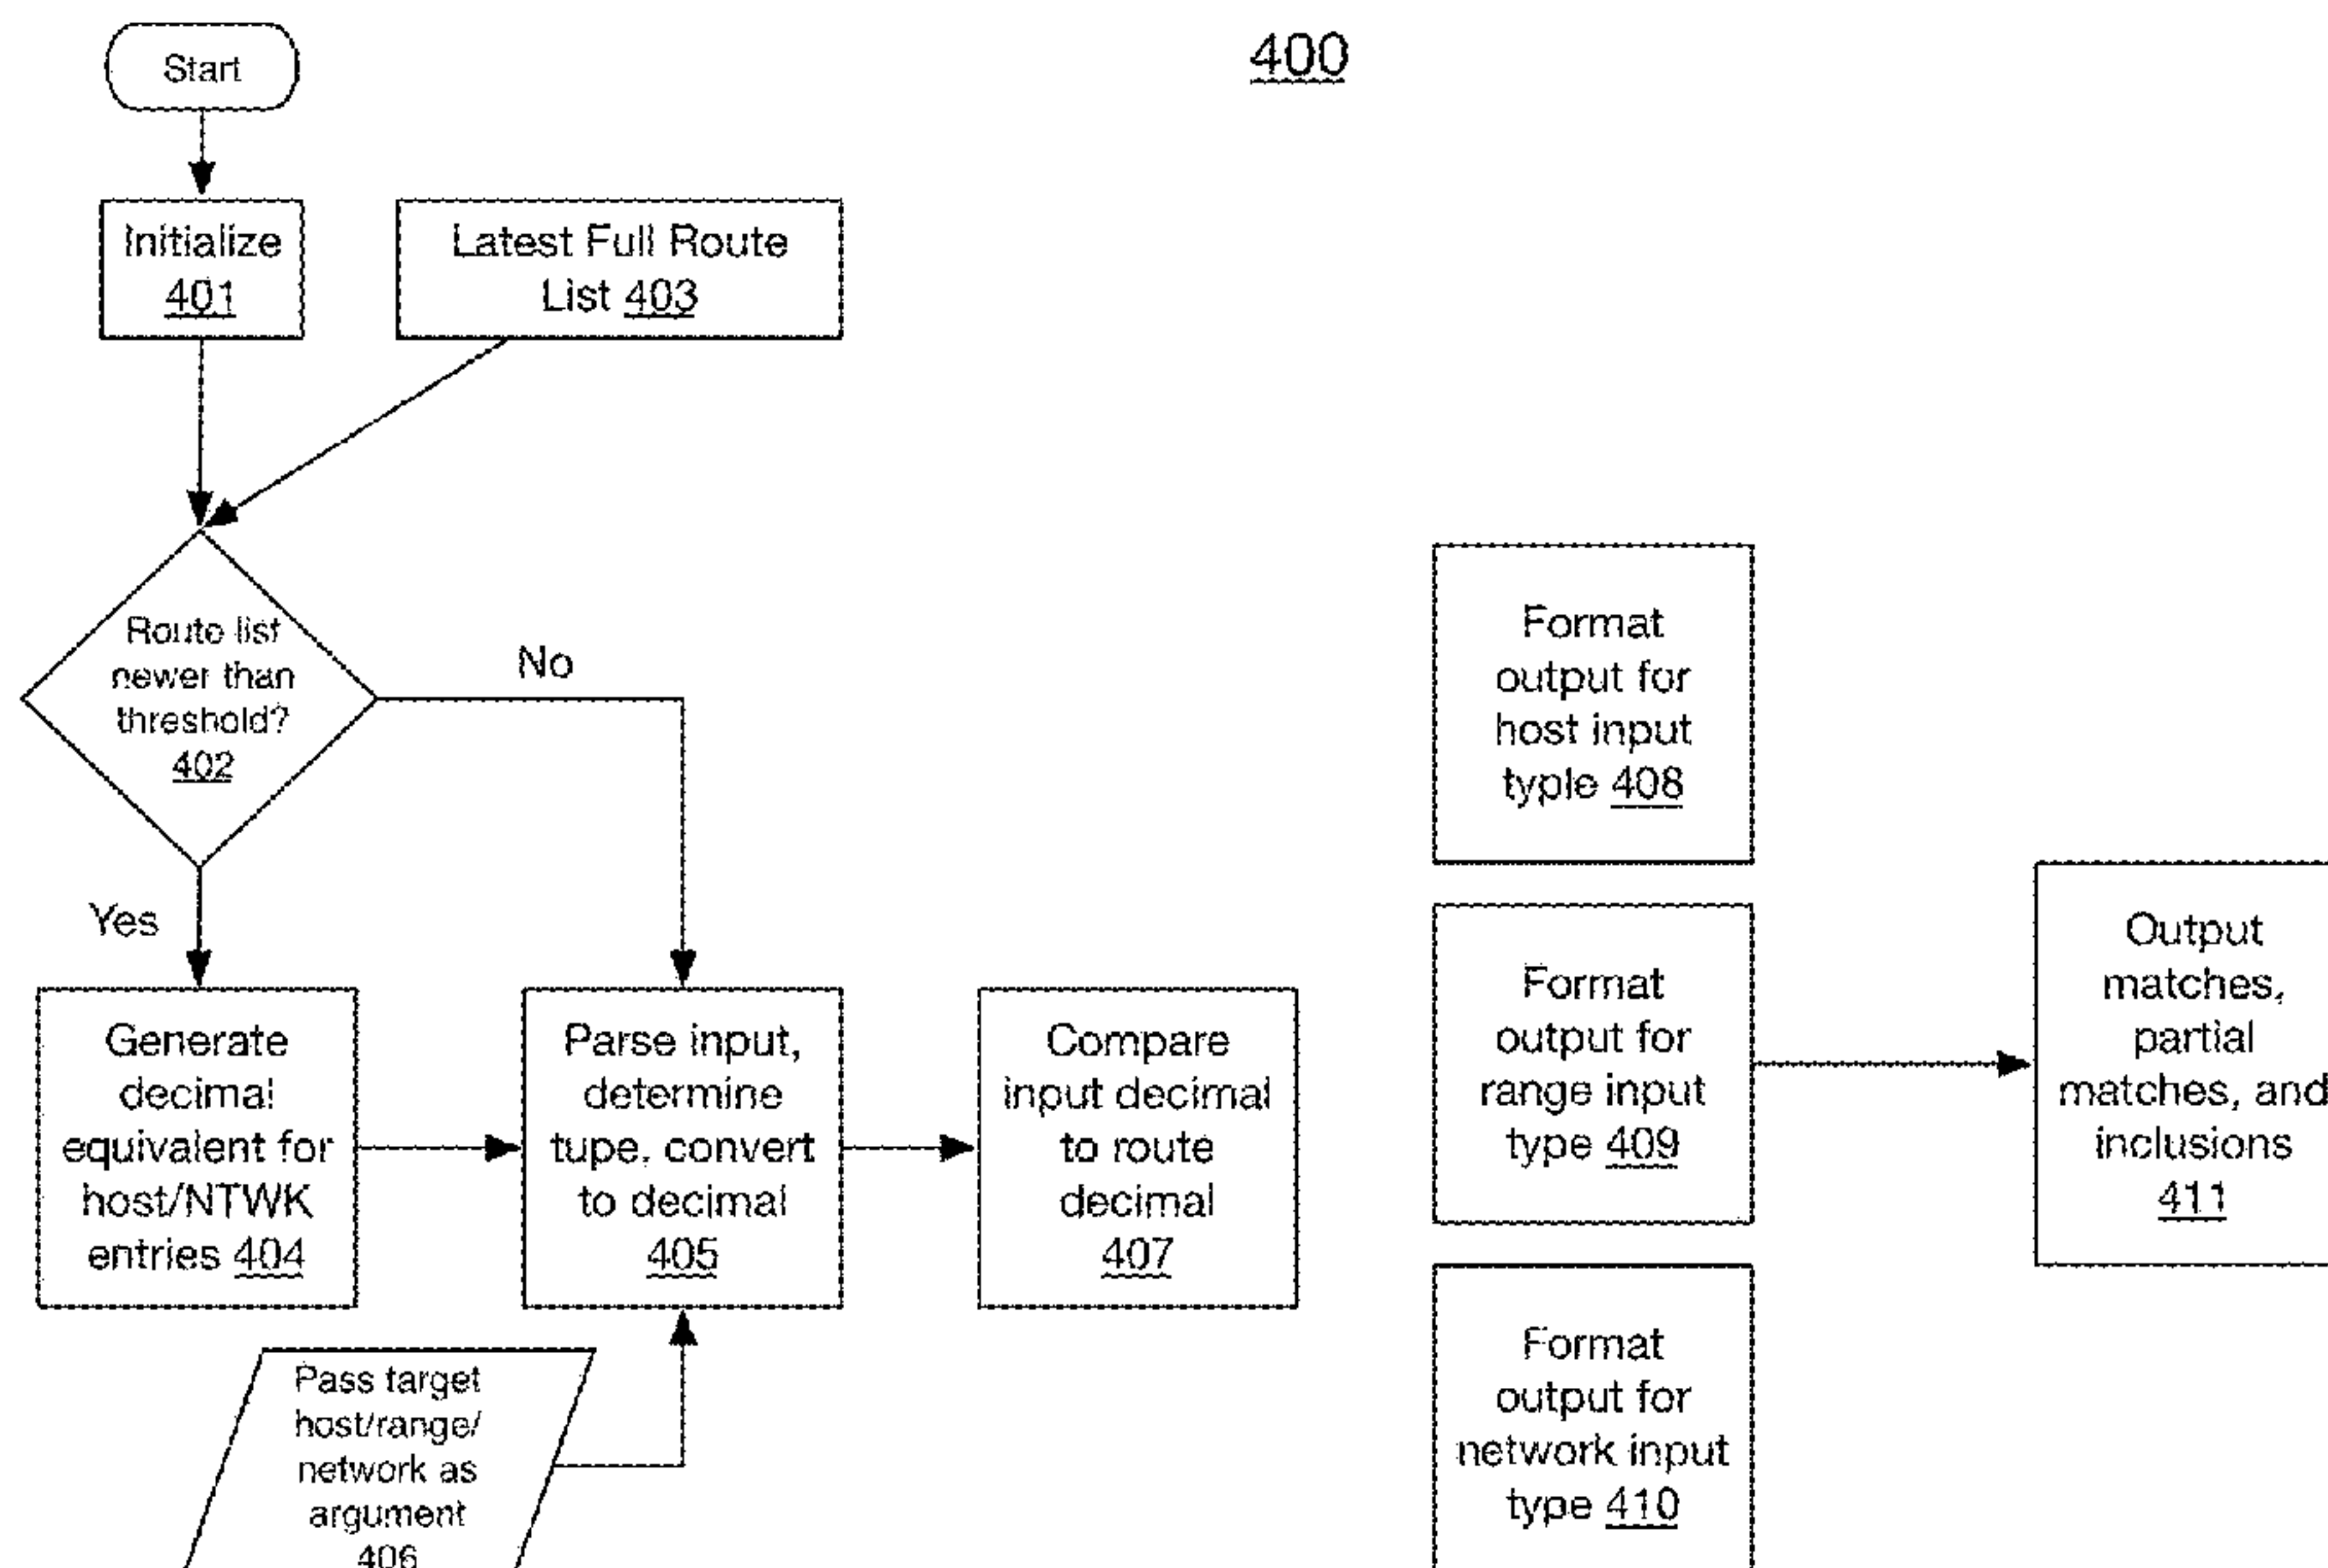 400
Start
Initialize
401
Latest Full Route
List 403
Route list
newer than
threshold?
402
No
Yes
Generate
decimal
equivalent for
host/NTWK
entries 404
Parse input,
determine
tupe, convert
to decimal
405
Pass target
host/range/
network as
argument
406
Compare
input decimal
to route
decimal
407
Format
output for
host input
typle 408
Format
output for
range input
type 409
Format
output for
network input
type 410
Output
matches,
partial
matches, and
inclusions
411